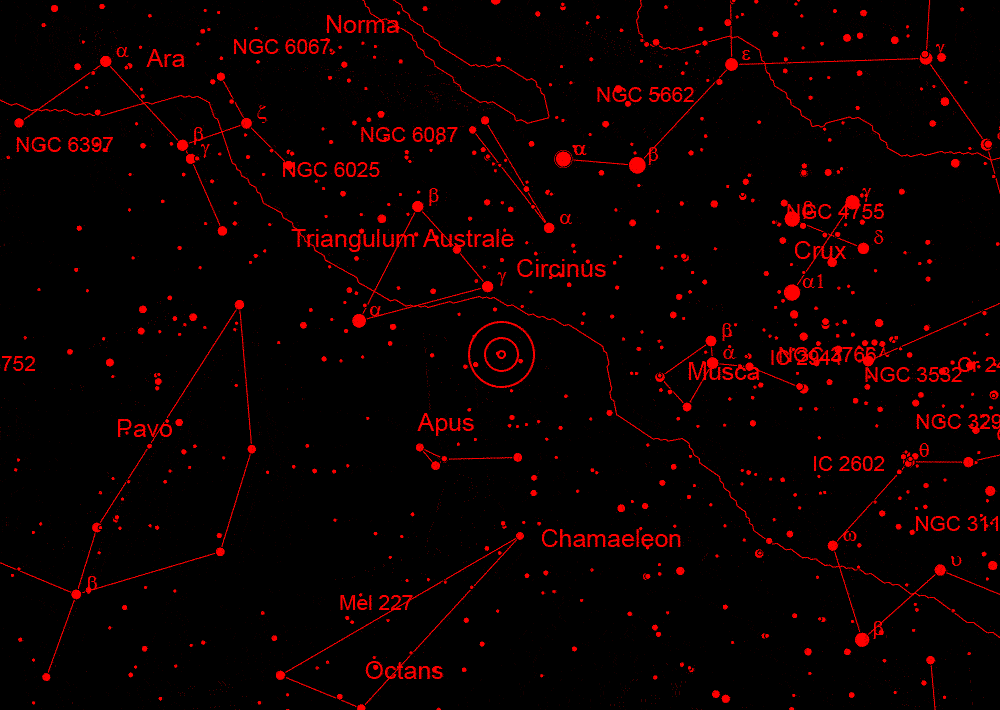 Norma
ε
γ
α
Ara
NGC 6067
NGC 5662
ζ
NGC 6397
β
γ
NGC 6087
α
β
NGC 6025
β
γ
β
NGC 4755
α
δ
Triangulum Australe
Crux
γ
Circinus
α1
α
β
α
IC 2944
752
Musca
NGC 3532
Apus
NGC 329
Pavo
θ
IC 2602
NGC 311
Chamaeleon
ω
υ
β
Mel 227
β
Octans